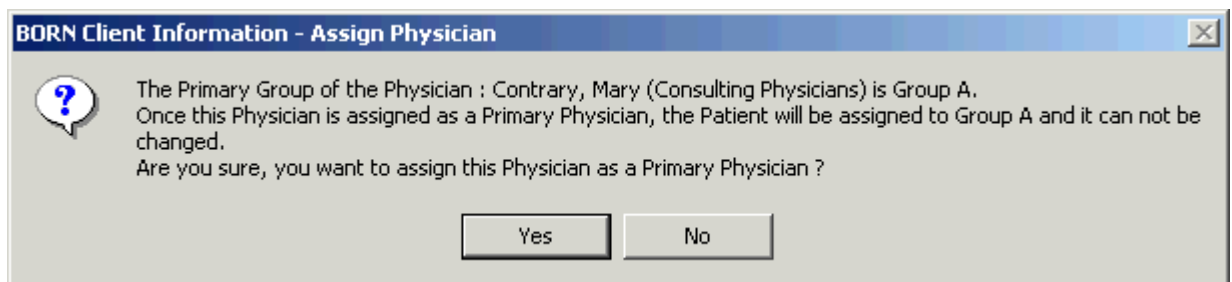 BORN Client Information - Assign Physician
The Primary Group of the Physician : Contrary, Mary (Consulting Physicians) is Group A.
Once this Physician is assigned as a Primary Physician, the Patient will be assigned to Group A and it can not be
changed.
Are you sure, you want to assign this Physician as a Primary Physician ?
Yes No